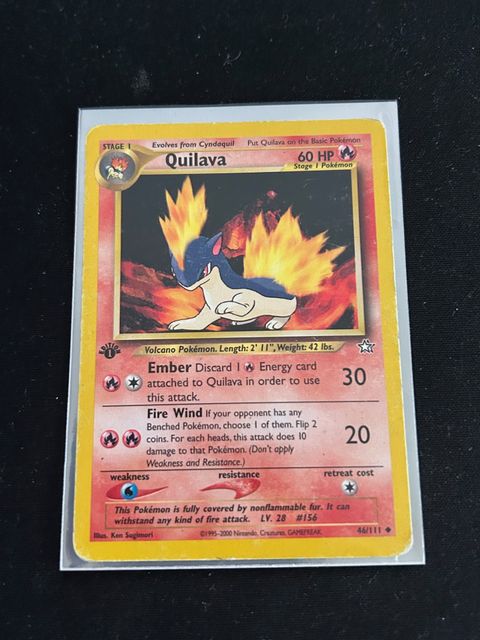 STAGE 1 Evolves from Cyndaquil Put Quilava on the Basic Pokémon
Quilava 60 HP
Stage 1 Pokémon
EDITION 1
Volcano Pokémon. Length: 2' 11", Weight: 42 lbs.
Ember Discard 1 Energy card
attached to Quilava in order to use
this attack.
30
Fire Wind If your opponent has any
Benched Pokémon, choose 1 of them. Flip 2
coins. For each heads, this attack does 10
damage to that Pokémon. (Don't apply
Weakness and Resistance.)
20
weakness resistance retreat cost
This Pokémon is fully covered by nonflammable fur. It can
withstand any kind of fire attack. LV. 28 #156
Illus. Ken Sugimori ©1995-2000 Nintendo, Creatures, GAMEFREAK. 46/111